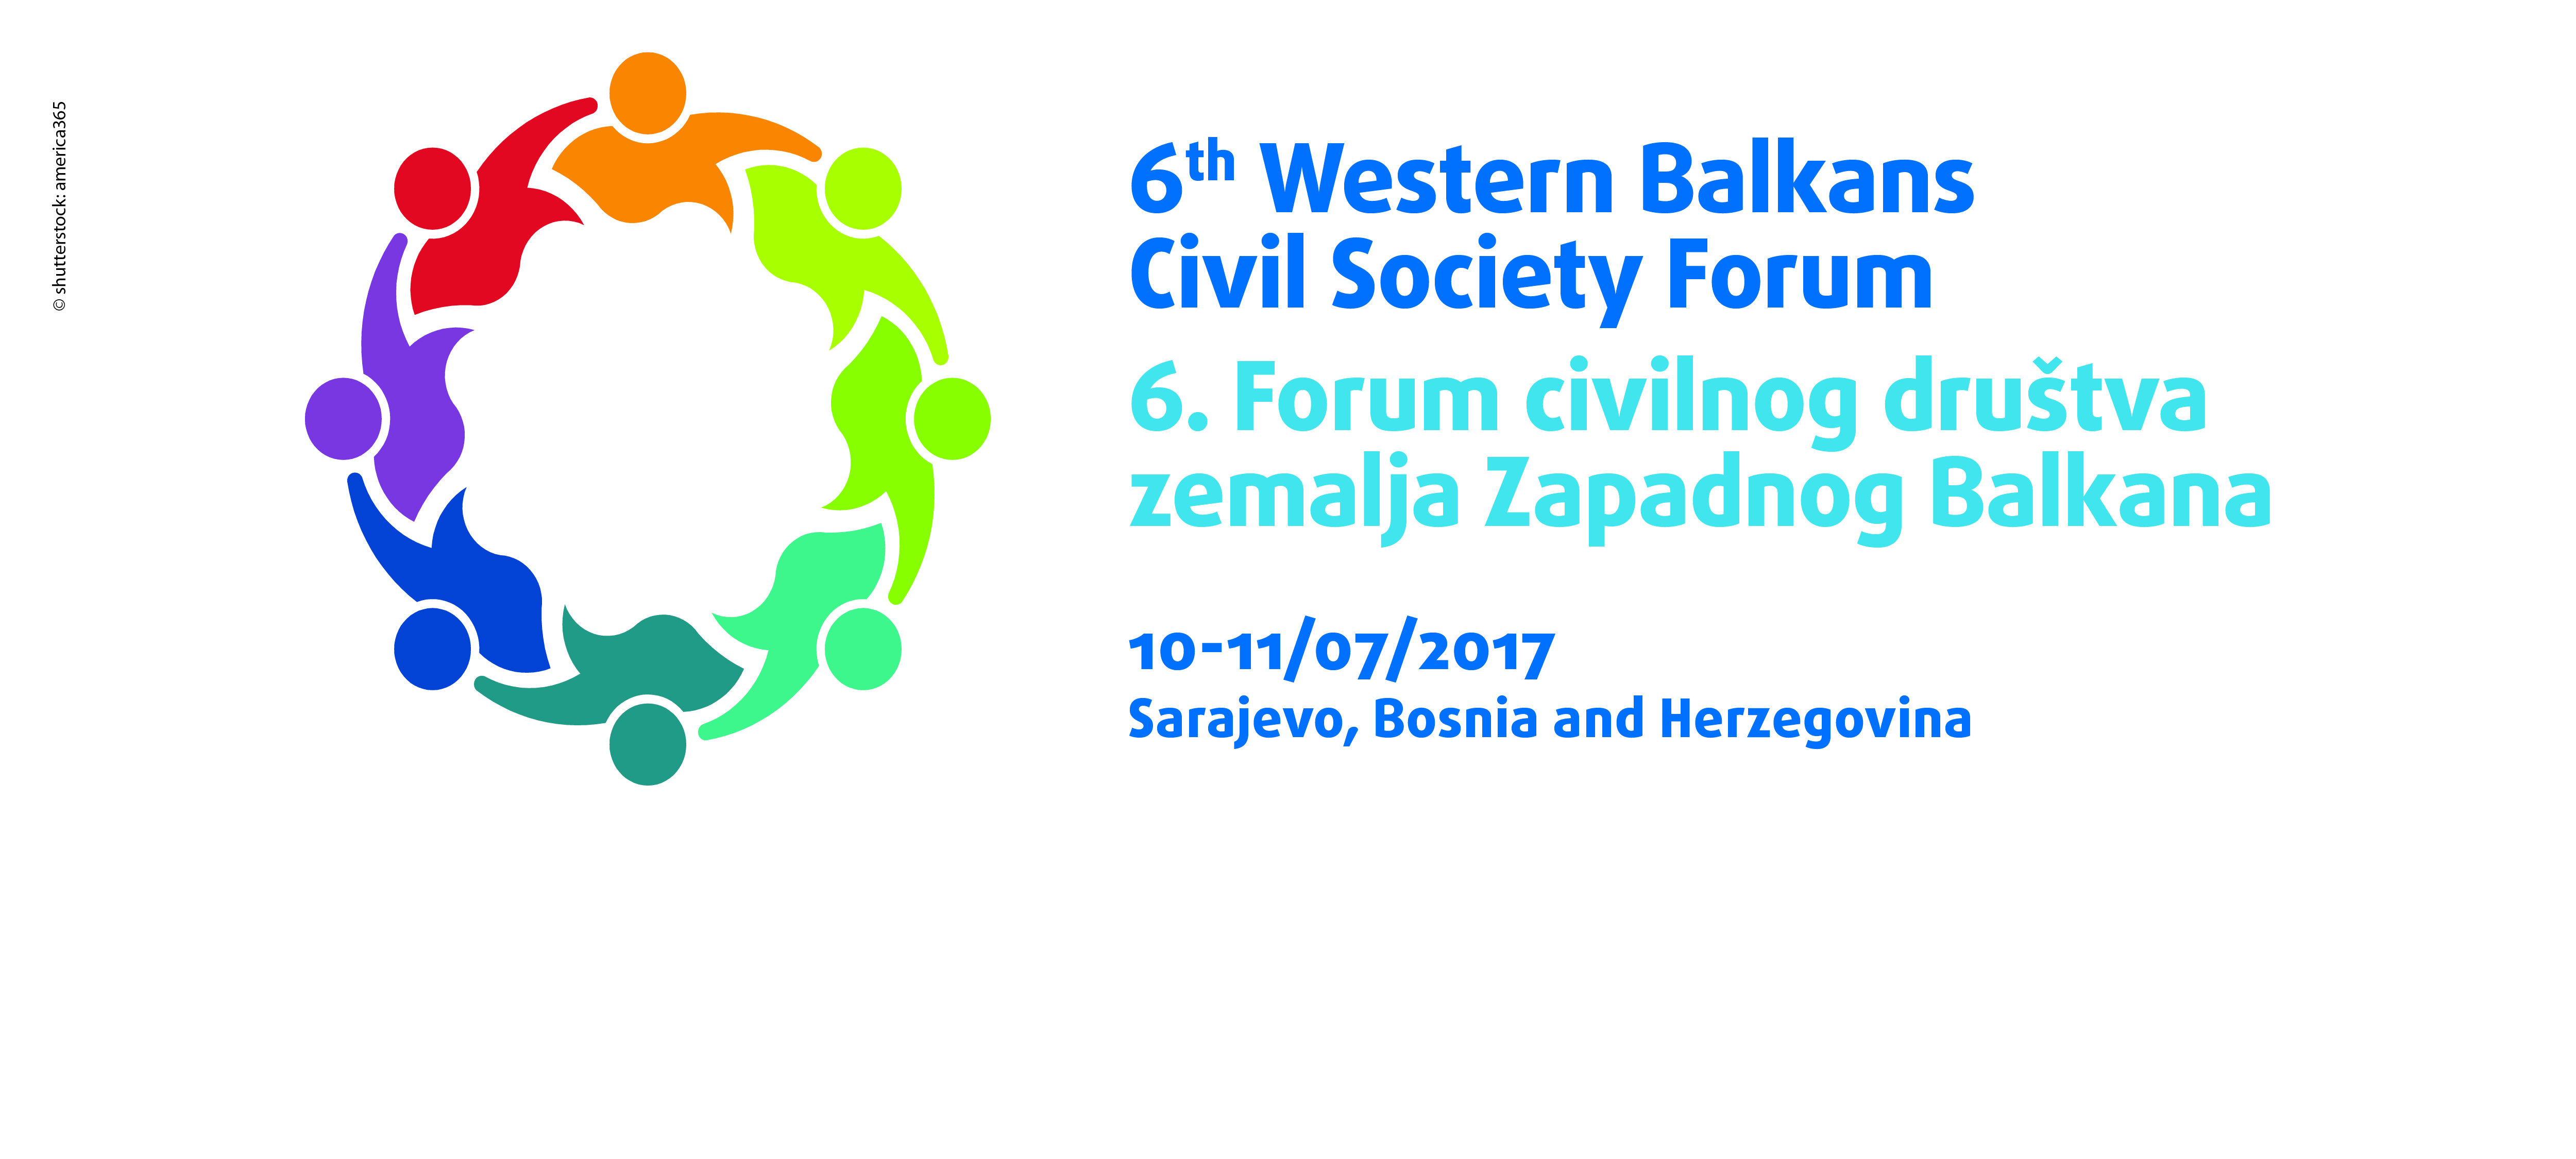 © shutterstock: america365
6th Western Balkans
Civil Society Forum
6. Forum civilnog društva
zemalja Zapadnog Balkana
10-11/07/2017
Sarajevo, Bosnia and Herzegovina